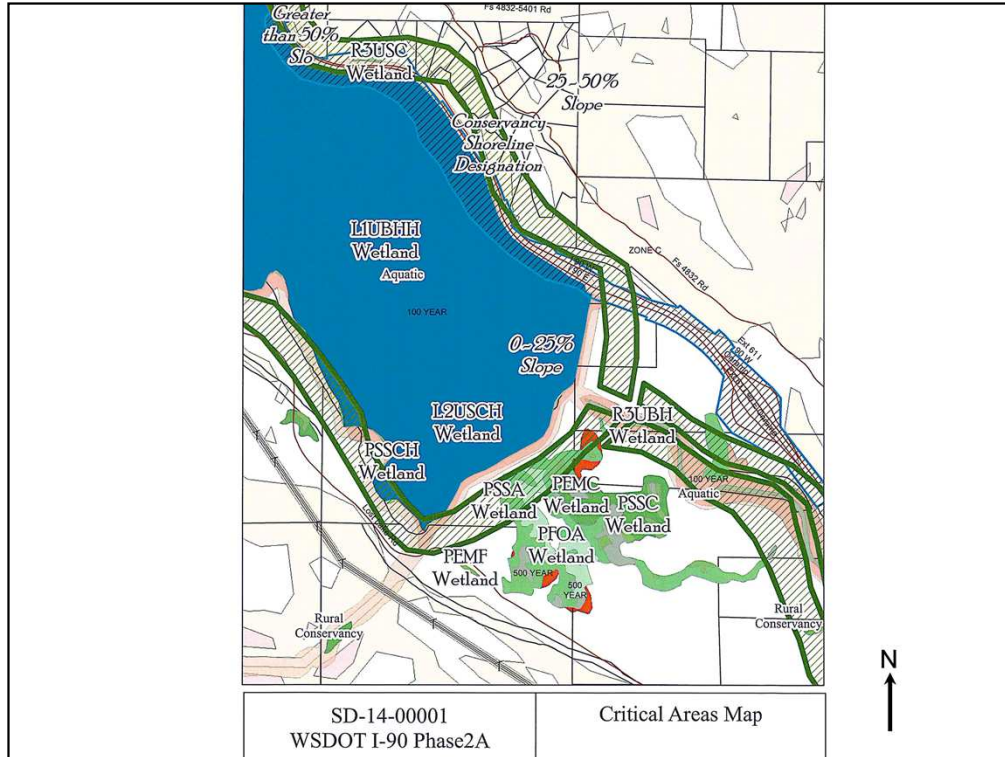 Fs 4832-5401 Rd
Greater
than 50%
Slo
R3USC
Wetland
25-50%
Slope
Conservancy
Shoreline
Designation
L1UBHH
Wetland
Aquatic
100 YEAR
ZONE C
Fs 4832 Rd
0-25%
Slope
Ext 61 I
90 W
L2USCH
Wetland
R3UBH
Wetland
PSSCH
Wetland
PSSA
Wetland
PEMC
Wetland
PSSC
Wetland
100 YEAR
Aquatic
PFOA
Wetland
PEMF
Wetland
500 YEAR
500
YEAR
Rural
Conservancy
Rural
Conservancy
N
SD-14-00001
WSDOT I-90 Phase2A
Critical Areas Map